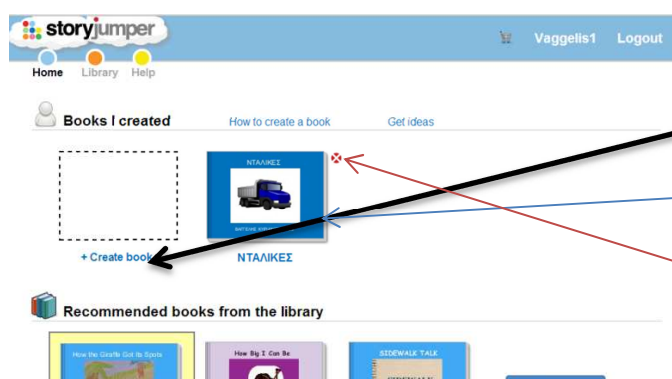 storyjumper
Vaggelis1 Logout
Home Library Help
Books I created How to create a book Get ideas
ΝΤΑΛΙΚΕΣ
+ Create book ΝΤΑΛΙΚΕΣ
Recommended books from the library
How the Giraffe Got Its Spots How Big I Can Be SIDEWALK TALK